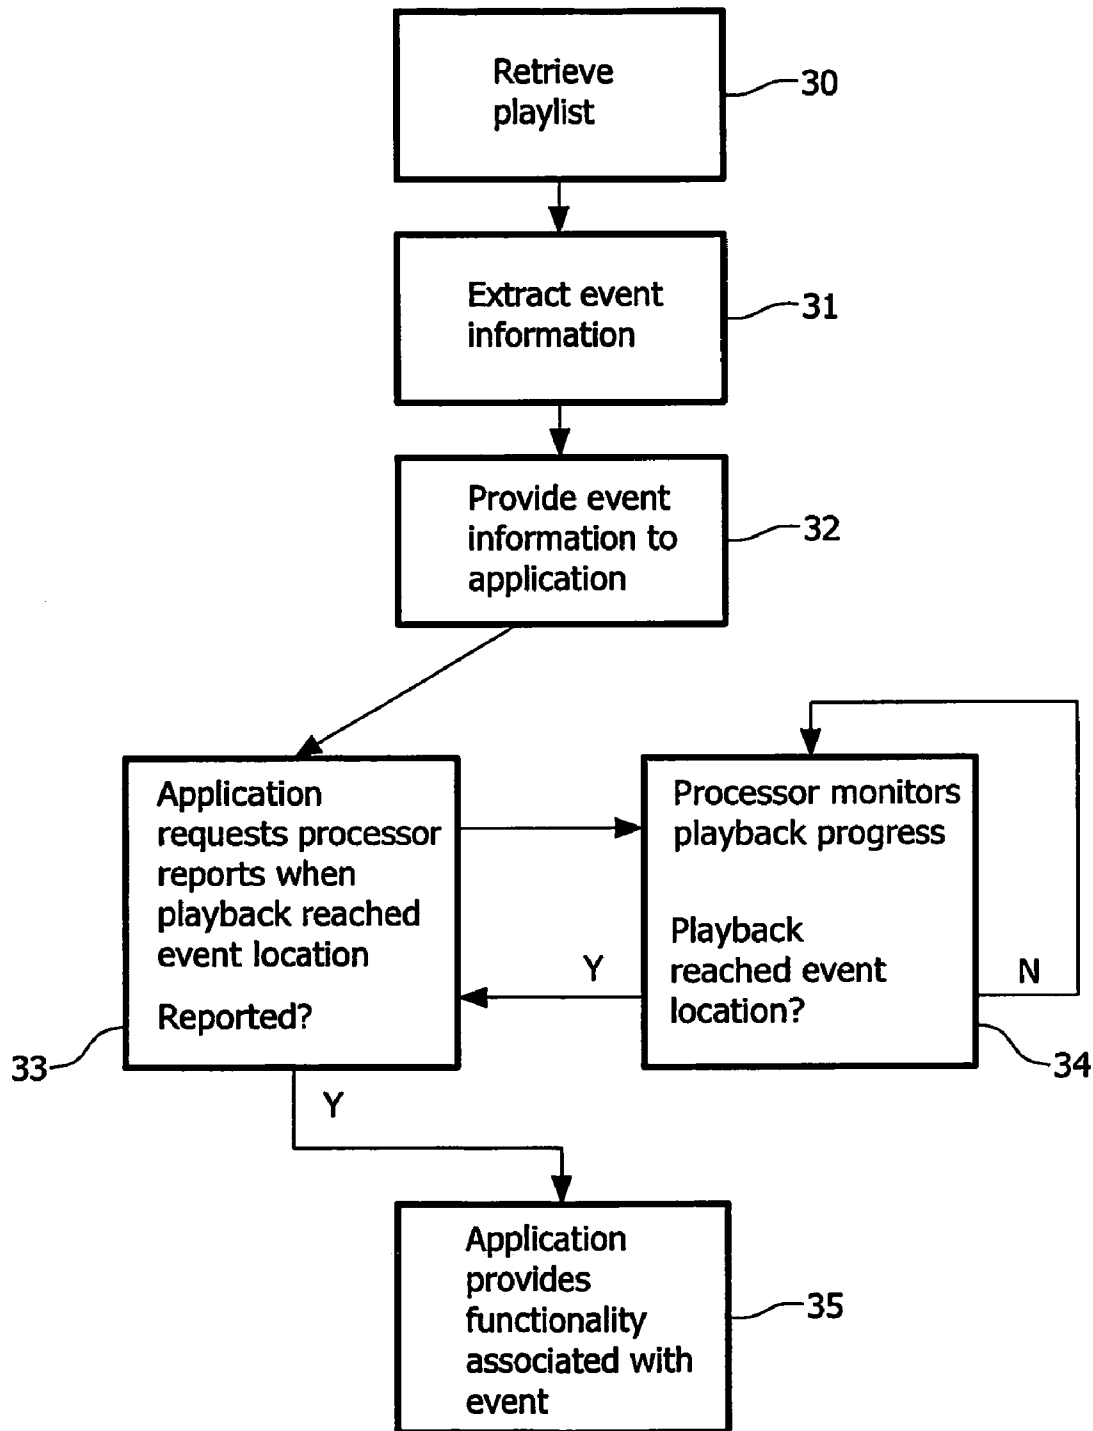 Retrieve
playlist
30
Extract event
information
31
Provide event
information to
application
32
Application
requests processor
reports when
playback reached
event location
Reported?
33
Y
Processor monitors
playback progress
Playback
reached event
location?
N
34
Y
Application
provides
functionality
associated with
event
35